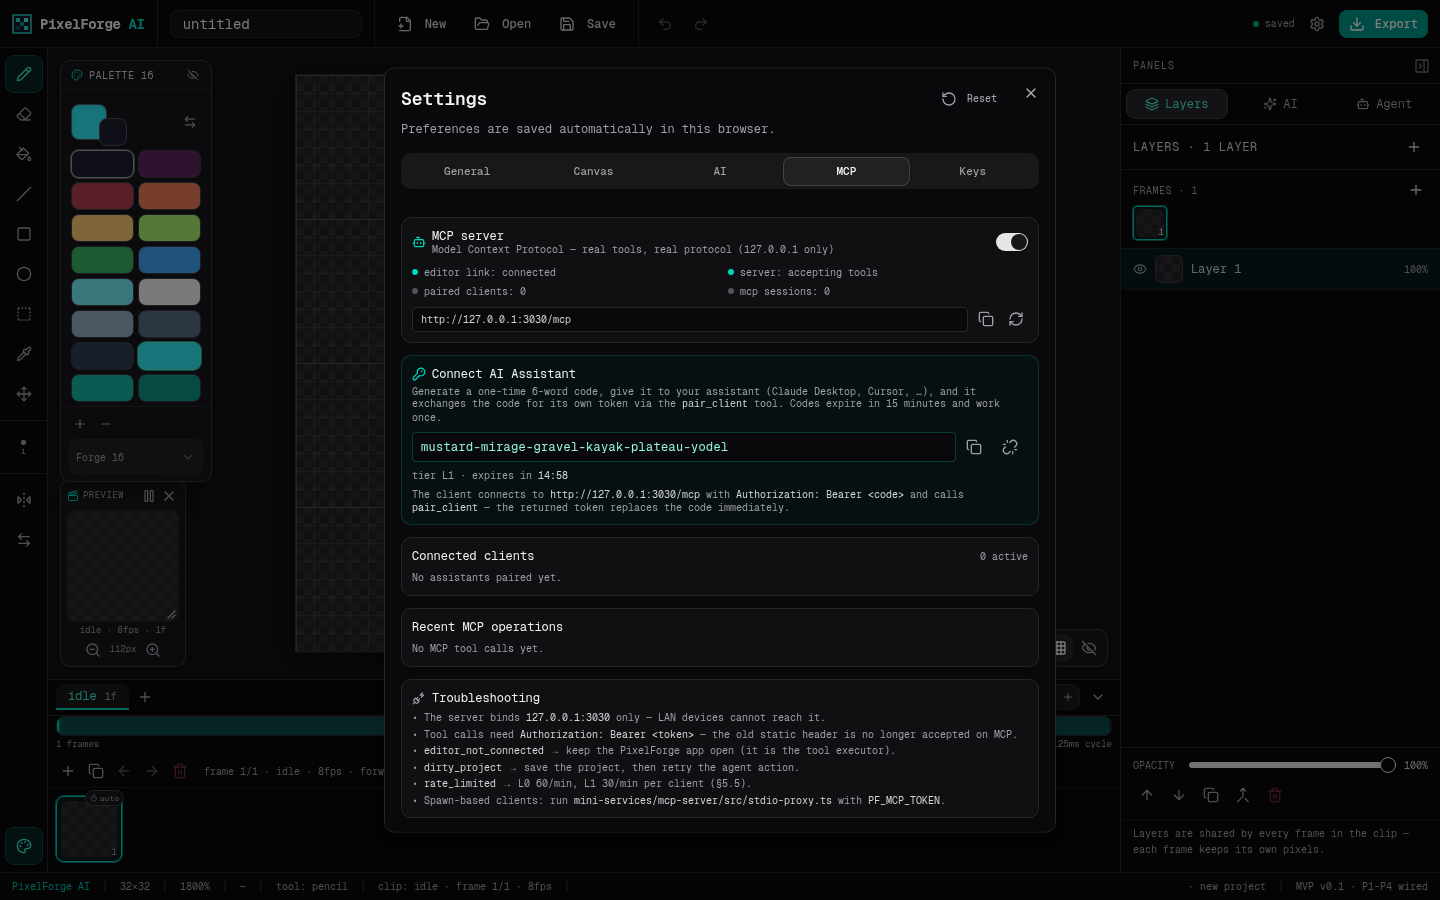 PixelForge AI
untitled
New
Open
Save
saved
Export
PALETTE 16
Forge 16
PREVIEW
idle · 8fps · 1f
112px
Settings
Reset
Preferences are saved automatically in this browser.
General
Canvas
AI
MCP
Keys
MCP server
Model Context Protocol — real tools, real protocol (127.0.0.1 only)
editor link: connected
server: accepting tools
paired clients: 0
mcp sessions: 0
http://127.0.0.1:3030/mcp
Connect AI Assistant
Generate a one-time 6-word code, give it to your assistant (Claude Desktop, Cursor, …), and it
exchanges the code for its own token via the pair_client tool. Codes expire in 15 minutes and work
once.
mustard-mirage-gravel-kayak-plateau-yodel
tier L1 · expires in 14:58
The client connects to http://127.0.0.1:3030/mcp with Authorization: Bearer <code> and calls
pair_client — the returned token replaces the code immediately.
Connected clients
0 active
No assistants paired yet.
Recent MCP operations
No MCP tool calls yet.
Troubleshooting
• The server binds 127.0.0.1:3030 only — LAN devices cannot reach it.
• Tool calls need Authorization: Bearer <token> — the old static header is no longer accepted on MCP.
• editor_not_connected → keep the PixelForge app open (it is the tool executor).
• dirty_project → save the project, then retry the agent action.
• rate_limited → L0 60/min, L1 30/min per client (§5.5).
• Spawn-based clients: run mini-services/mcp-server/src/stdio-proxy.ts with PF_MCP_TOKEN.
PANELS
Layers
AI
Agent
LAYERS · 1 LAYER
FRAMES · 1
1
Layer 1
100%
OPACITY
100%
Layers are shared by every frame in the clip —
each frame keeps its own pixels.
1
idle 1f
1 frames
25ms cycle
frame 1/1 · idle · 8fps · forw
auto
1
PixelForge AI
32×32
1800%
—
tool: pencil
clip: idle · frame 1/1 · 8fps
· new project
MVP v0.1 · P1-P4 wired